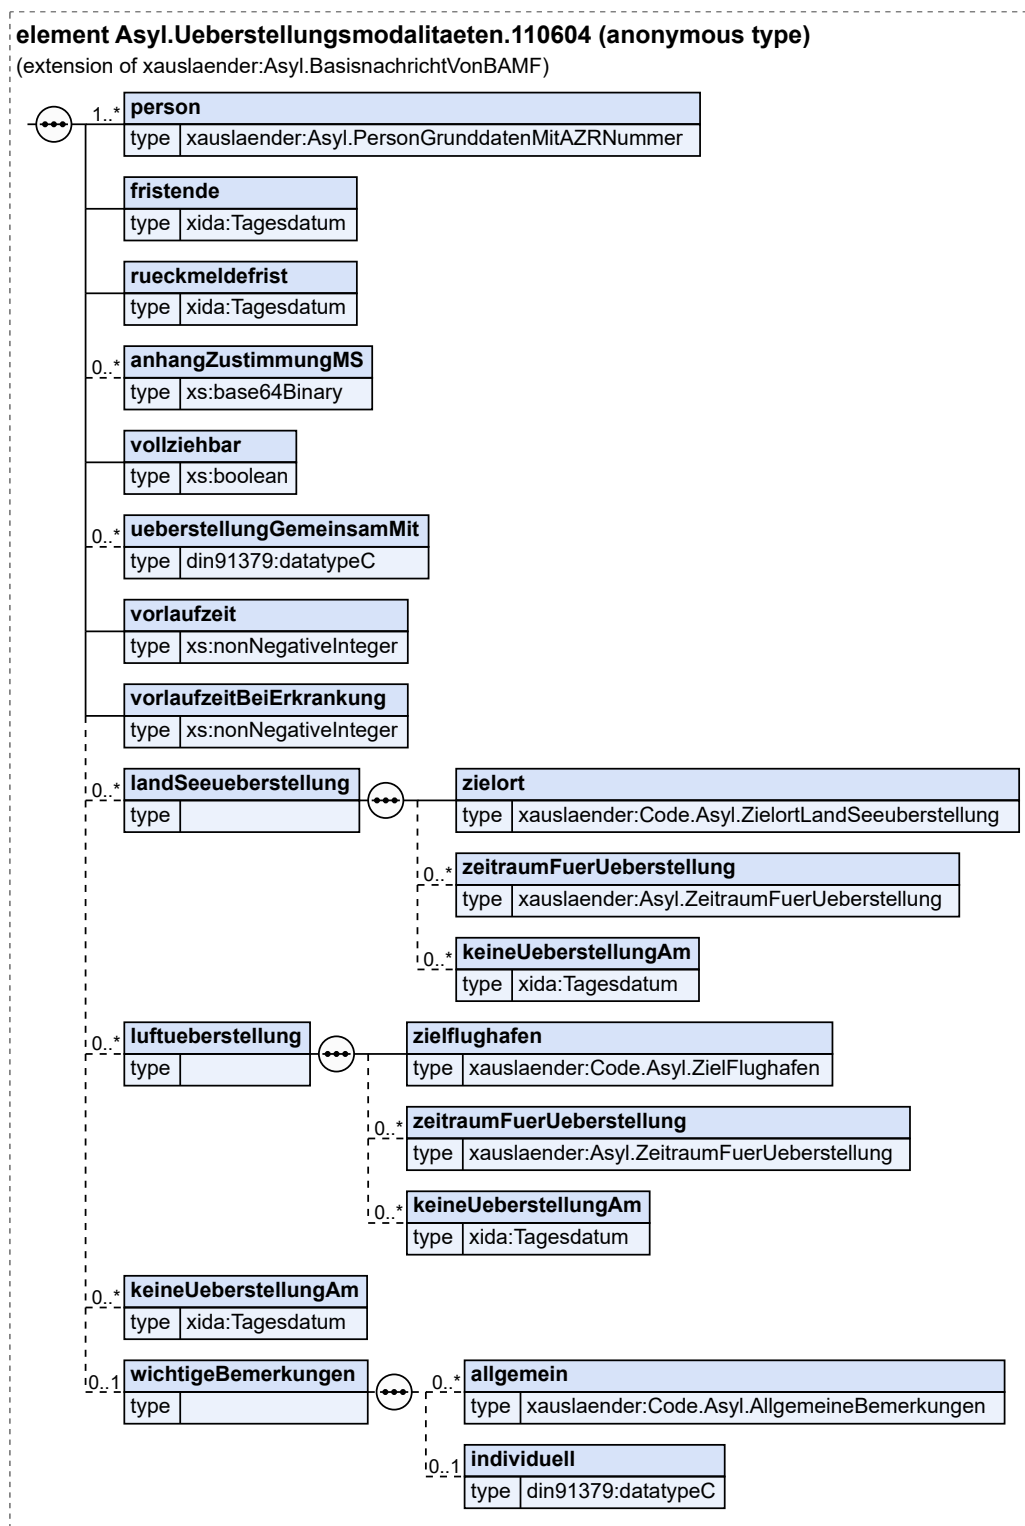 element Asyl.Ueberstellungsmodalitaeten.110604 (anonymous type)
(extension of xauslaender:Asyl.BasisnachrichtVonBAMF)
1..* person
type xauslaender:Asyl.PersonGrunddatenMitAZRNummer
fristende
type xida:Tagesdatum
rueckmeldefrist
type xida:Tagesdatum
0..* anhangZustimmungMS
type xs:base64Binary
vollziehbar
type xs:boolean
0..* ueberstellungGemeinsamMit
type din91379:datatypeC
vorlaufzeit
type xs:nonNegativeInteger
vorlaufzeitBeiErkrankung
type xs:nonNegativeInteger
0..* landSeeueberstellung
type
zielort
type xauslaender:Code.Asyl.ZielortLandSeeuberstellung
0..* zeitraumFuerUeberstellung
type xauslaender:Asyl.ZeitraumFuerUeberstellung
0..* keineUeberstellungAm
type xida:Tagesdatum
0..* luftueberstellung
type
zielflughafen
type xauslaender:Code.Asyl.ZielFlughafen
0..* zeitraumFuerUeberstellung
type xauslaender:Asyl.ZeitraumFuerUeberstellung
0..* keineUeberstellungAm
type xida:Tagesdatum
0..* keineUeberstellungAm
type xida:Tagesdatum
0..1 wichtigeBemerkungen
type
0..* allgemein
type xauslaender:Code.Asyl.AllgemeineBemerkungen
0..1 individuell
type din91379:datatypeC